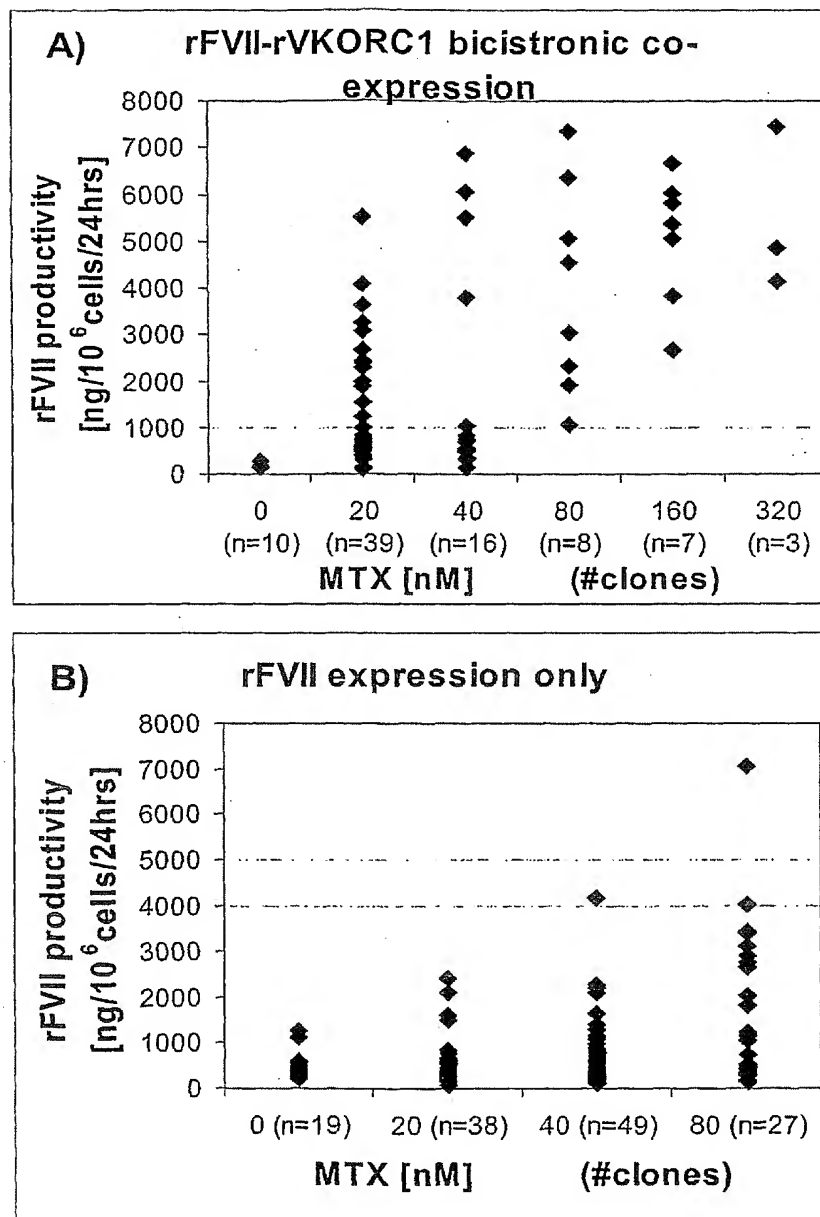 A) rFVII-rVKORC1 bicistronic co-
expression
rFVII productivity
[ng/10⁶cells/24hrs]
8000
7000
6000
5000
4000
3000
2000
1000
0
0 20 40 80 160 320
(n=10) (n=39) (n=16) (n=8) (n=7) (n=3)
MTX [nM] (#clones)
B) rFVII expression only
rFVII productivity
[ng/10⁶cells/24hrs]
8000
7000
6000
5000
4000
3000
2000
1000
0
0 (n=19) 20 (n=38) 40 (n=49) 80 (n=27)
MTX [nM] (#clones)